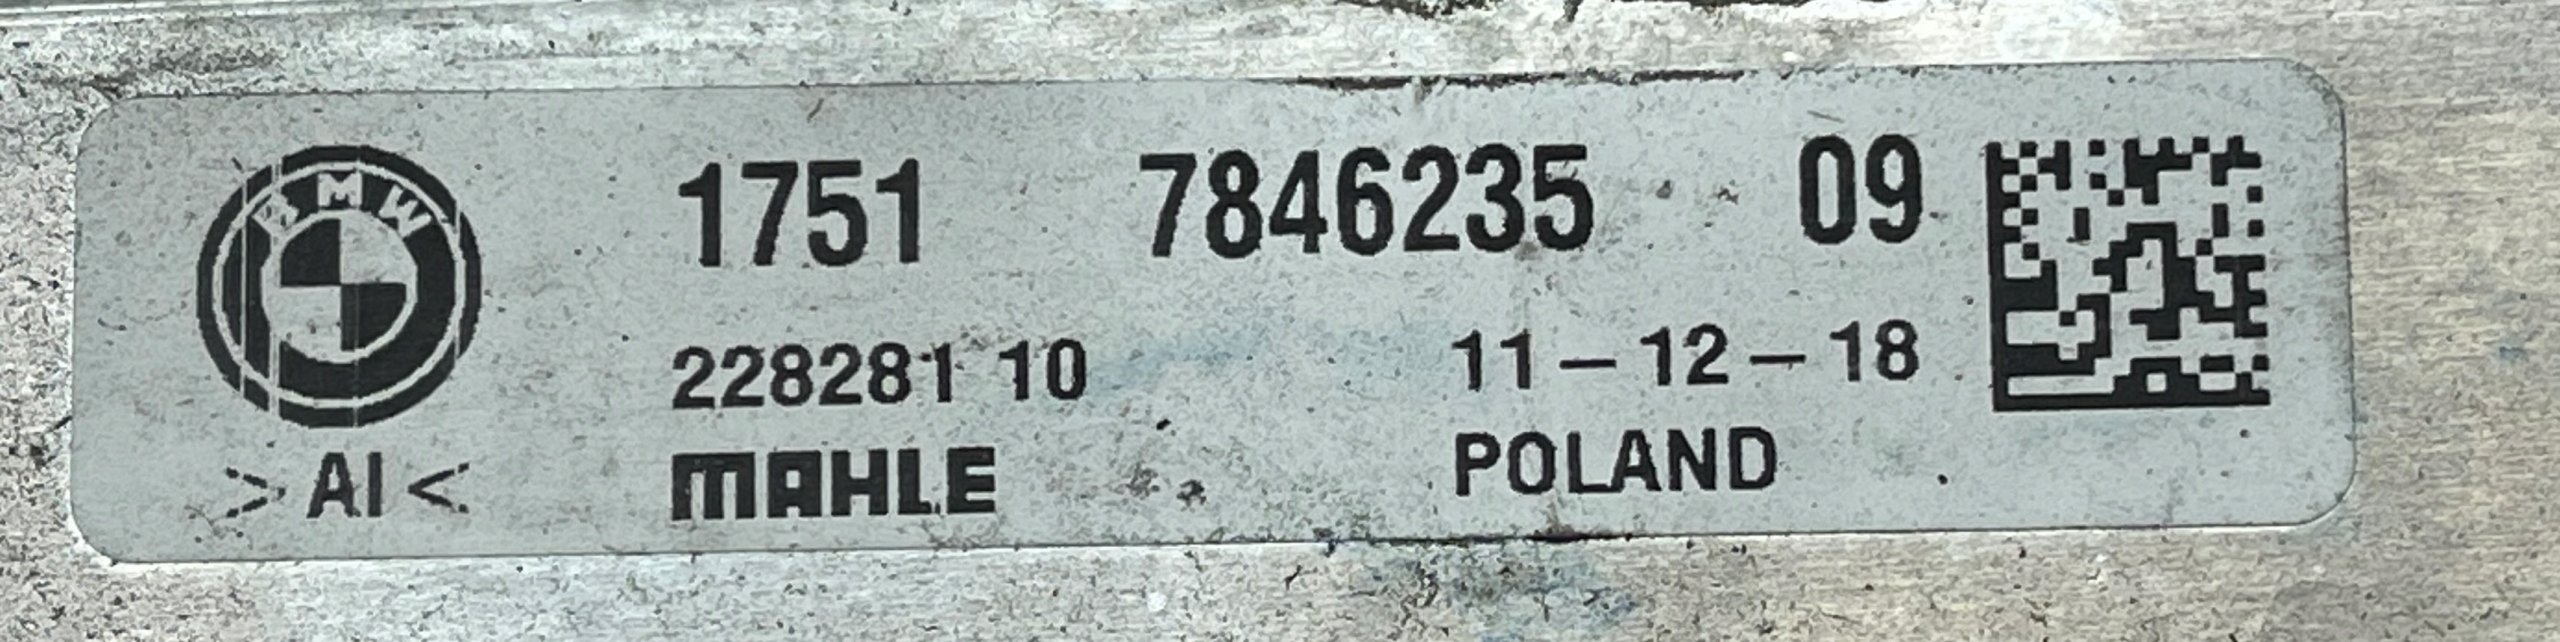 BMW
1751 7846235 09
228281 10 11-12-18
>AI< MAHLE POLAND